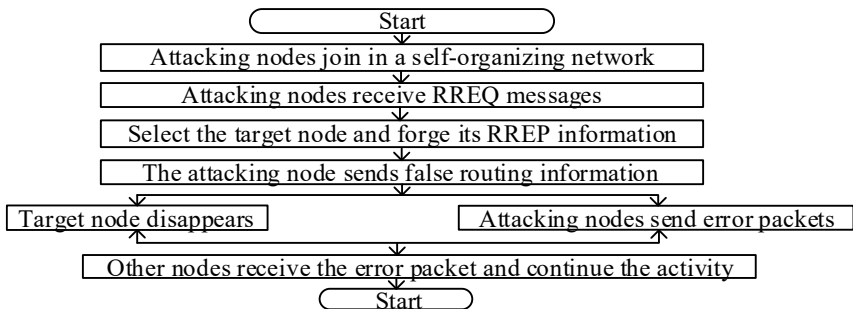 Start
Attacking nodes join in a self-organizing network
Attacking nodes receive RREQ messages
Select the target node and forge its RREP information
The attacking node sends false routing information
Target node disappears
Attacking nodes send error packets
Other nodes receive the error packet and continue the activity
Start